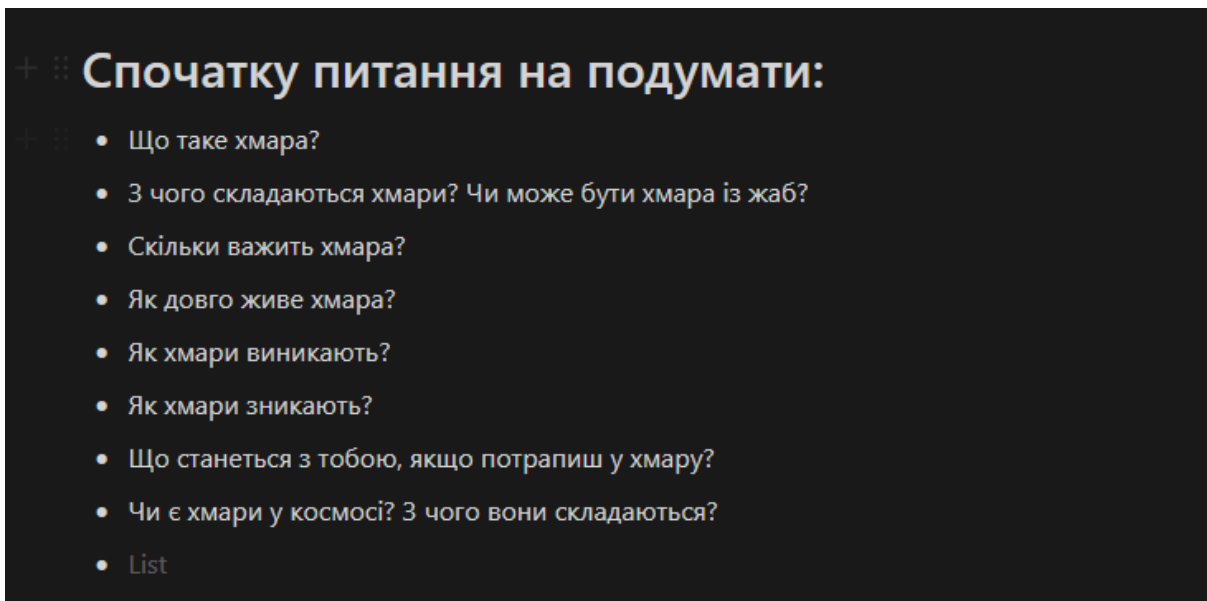 Спочатку питання на подумати:
• Що таке хмара?
• З чого складаються хмари? Чи може бути хмара із жаб?
• Скільки важить хмара?
• Як довго живе хмара?
• Як хмари виникають?
• Як хмари зникають?
• Що станеться з тобою, якщо потрапиш у хмару?
• Чи є хмари у космосі? З чого вони складаються?
• List